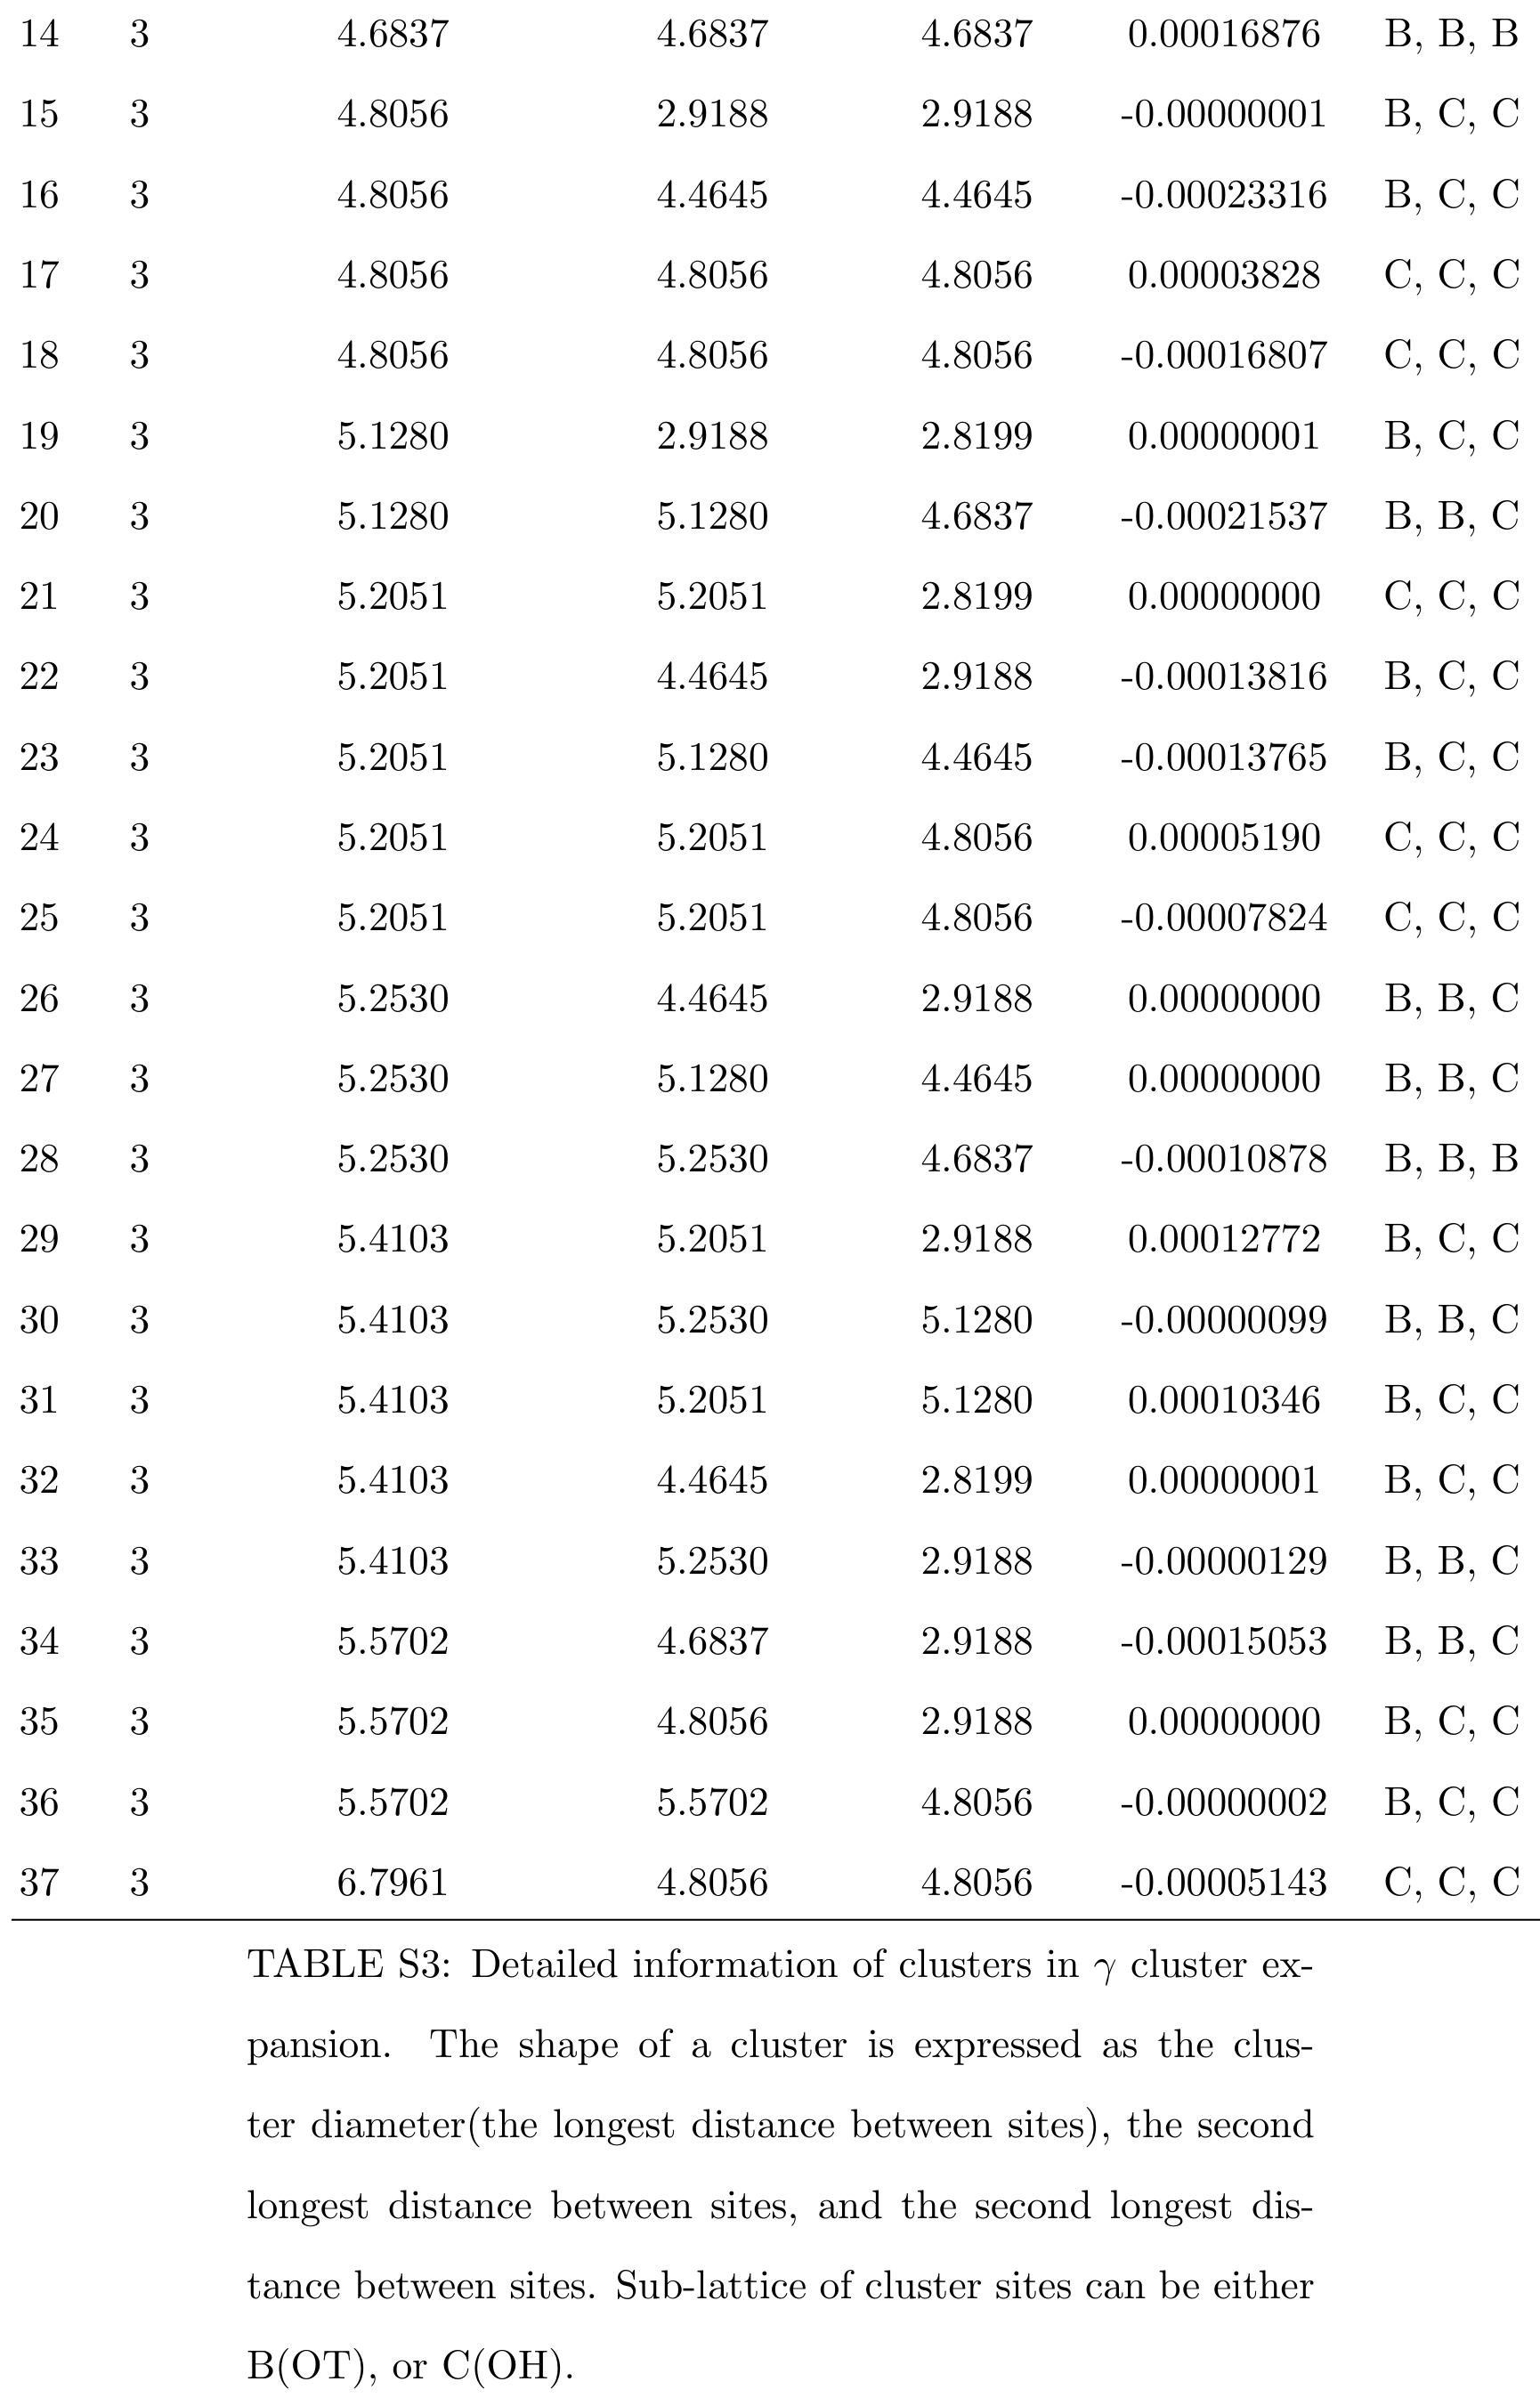 14 3 4.6837 4.6837 4.6837 0.00016876 B, B, B
15 3 4.8056 2.9188 2.9188 -0.00000001 B, C, C
16 3 4.8056 4.4645 4.4645 -0.00023316 B, C, C
17 3 4.8056 4.8056 4.8056 0.00003828 C, C, C
18 3 4.8056 4.8056 4.8056 -0.00016807 C, C, C
19 3 5.1280 2.9188 2.8199 0.00000001 B, C, C
20 3 5.1280 5.1280 4.6837 -0.00021537 B, B, C
21 3 5.2051 5.2051 2.8199 0.00000000 C, C, C
22 3 5.2051 4.4645 2.9188 -0.00013816 B, C, C
23 3 5.2051 5.1280 4.4645 -0.00013765 B, C, C
24 3 5.2051 5.2051 4.8056 0.00005190 C, C, C
25 3 5.2051 5.2051 4.8056 -0.00007824 C, C, C
26 3 5.2530 4.4645 2.9188 0.00000000 B, B, C
27 3 5.2530 5.1280 4.4645 0.00000000 B, B, C
28 3 5.2530 5.2530 4.6837 -0.00010878 B, B, B
29 3 5.4103 5.2051 2.9188 0.00012772 B, C, C
30 3 5.4103 5.2530 5.1280 -0.00000099 B, B, C
31 3 5.4103 5.2051 5.1280 0.00010346 B, C, C
32 3 5.4103 4.4645 2.8199 0.00000001 B, C, C
33 3 5.4103 5.2530 2.9188 -0.00000129 B, B, C
34 3 5.5702 4.6837 2.9188 -0.00015053 B, B, C
35 3 5.5702 4.8056 2.9188 0.00000000 B, C, C
36 3 5.5702 5.5702 4.8056 -0.00000002 B, C, C
37 3 6.7961 4.8056 4.8056 -0.00005143 C, C, C
TABLE S3: Detailed information of clusters in γ cluster ex-
pansion. The shape of a cluster is expressed as the clus-
ter diameter(the longest distance between sites), the second
longest distance between sites, and the second longest dis-
tance between sites. Sub-lattice of cluster sites can be either
B(OT), or C(OH).